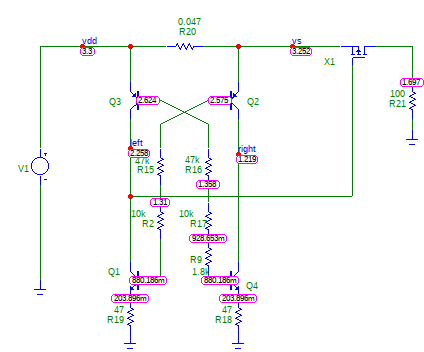 0.047
R20
vdd
3.3
vs
3.252
X1
Q3
2.624
2.575
Q2
1.697
100
R21
left
2.258
right
1.219
47k
R15
47k
R16
V1
1.358
1.31
10k
R2
10k
R17
928.653m
R9
1.8k
Q1
880.186m
880.186m
Q4
203.896m
203.896m
47
R19
47
R18